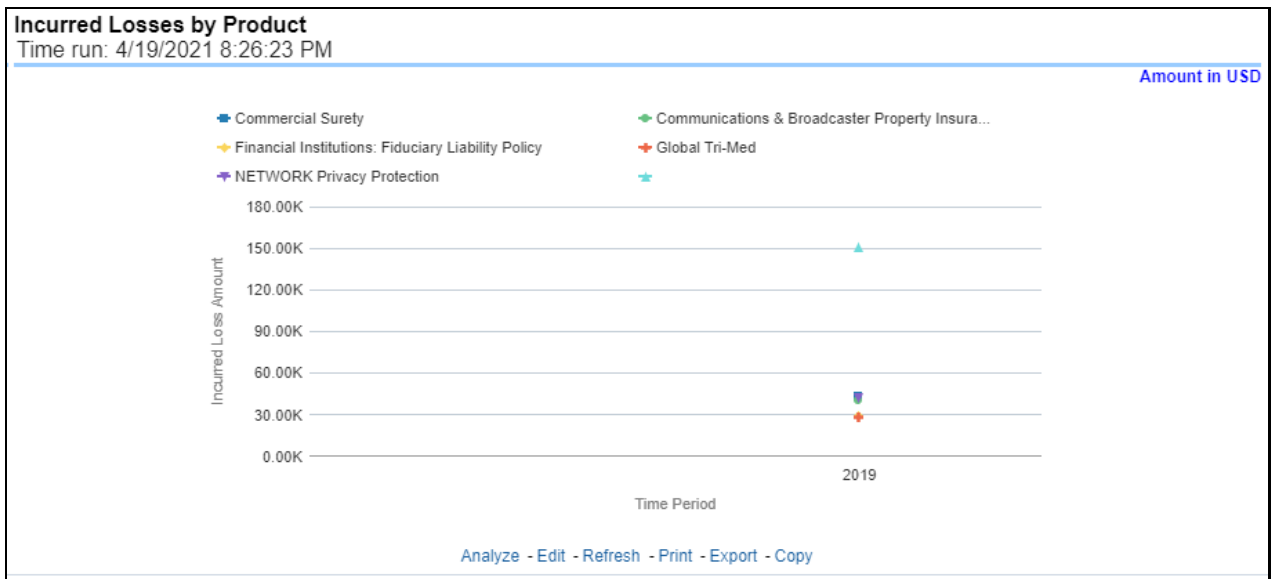 Incurred Losses by Product
Time run: 4/19/2021 8:26:23 PM
Amount in USD
Commercial Surety
Communications & Broadcaster Property Insura...
Financial Institutions: Fiduciary Liability Policy
Global Tri-Med
NETWORK Privacy Protection
180.00K
150.00K
120.00K
90.00K
60.00K
30.00K
0.00K
Incurred Loss Amount
2019
Time Period
Analyze - Edit - Refresh - Print - Export - Copy